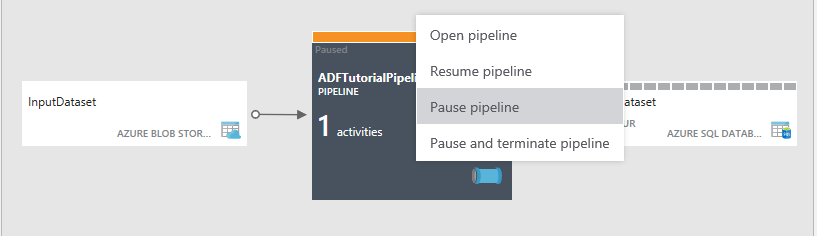 Paused
ADFTutorialPipeli
PIPELINE
1 activities
InputDataset
AZURE BLOB STOR...
Open pipeline
Resume pipeline
Pause pipeline
Pause and terminate pipeline
ataset
UR
AZURE SQL DATAB...